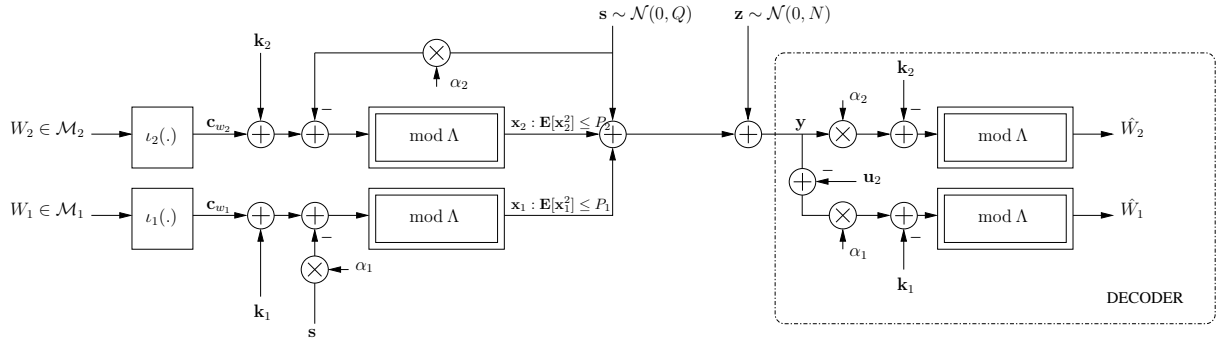 𝐬 ∼ 𝒩(0, Q)
𝐳 ∼ 𝒩(0, N)
𝐤₂
α₂
α₂
𝐤₂
W₂ ∈ ℳ₂
ι₂(.)
𝐜_{w₂}
mod Λ
𝐱₂ : 𝐄[𝐱₂²] ≤ P₂
𝐲
mod Λ
Ŵ₂
𝐮₂
W₁ ∈ ℳ₁
ι₁(.)
𝐜_{w₁}
mod Λ
𝐱₁ : 𝐄[𝐱₁²] ≤ P₁
mod Λ
Ŵ₁
α₁
α₁
𝐤₁
𝐤₁
𝐬
DECODER